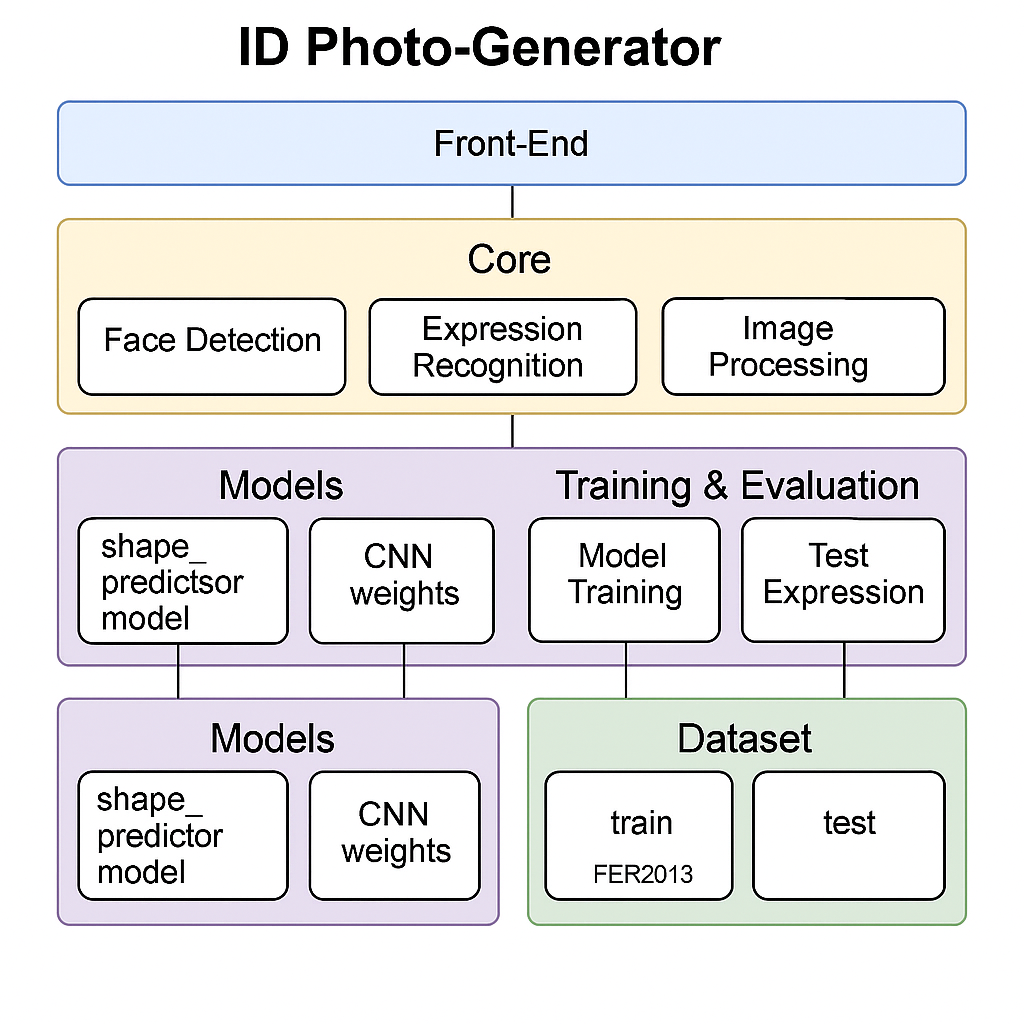 ID Photo-Generator
Front-End
Core
Face Detection
Expression
Recognition
Image
Processing
Models
Training & Evaluation
shape_
predictsor
model
CNN
weights
Model
Training
Test
Expression
Models
shape_
predictor
model
CNN
weights
Dataset
train
FER2013
test